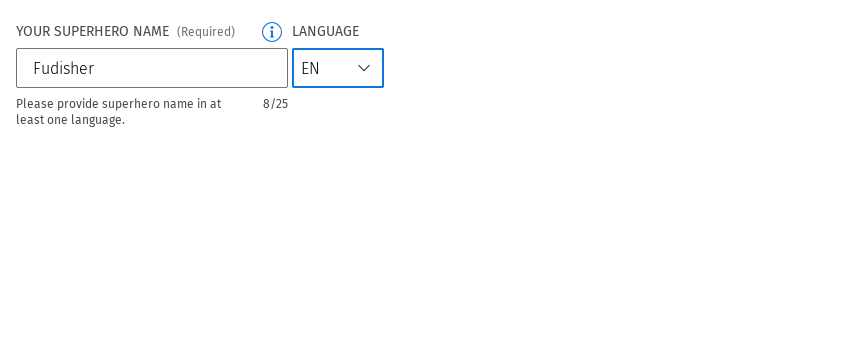 YOUR SUPERHERO NAME (Required) LANGUAGE
Fudisher EN
Please provide superhero name in at 8/25
least one language.